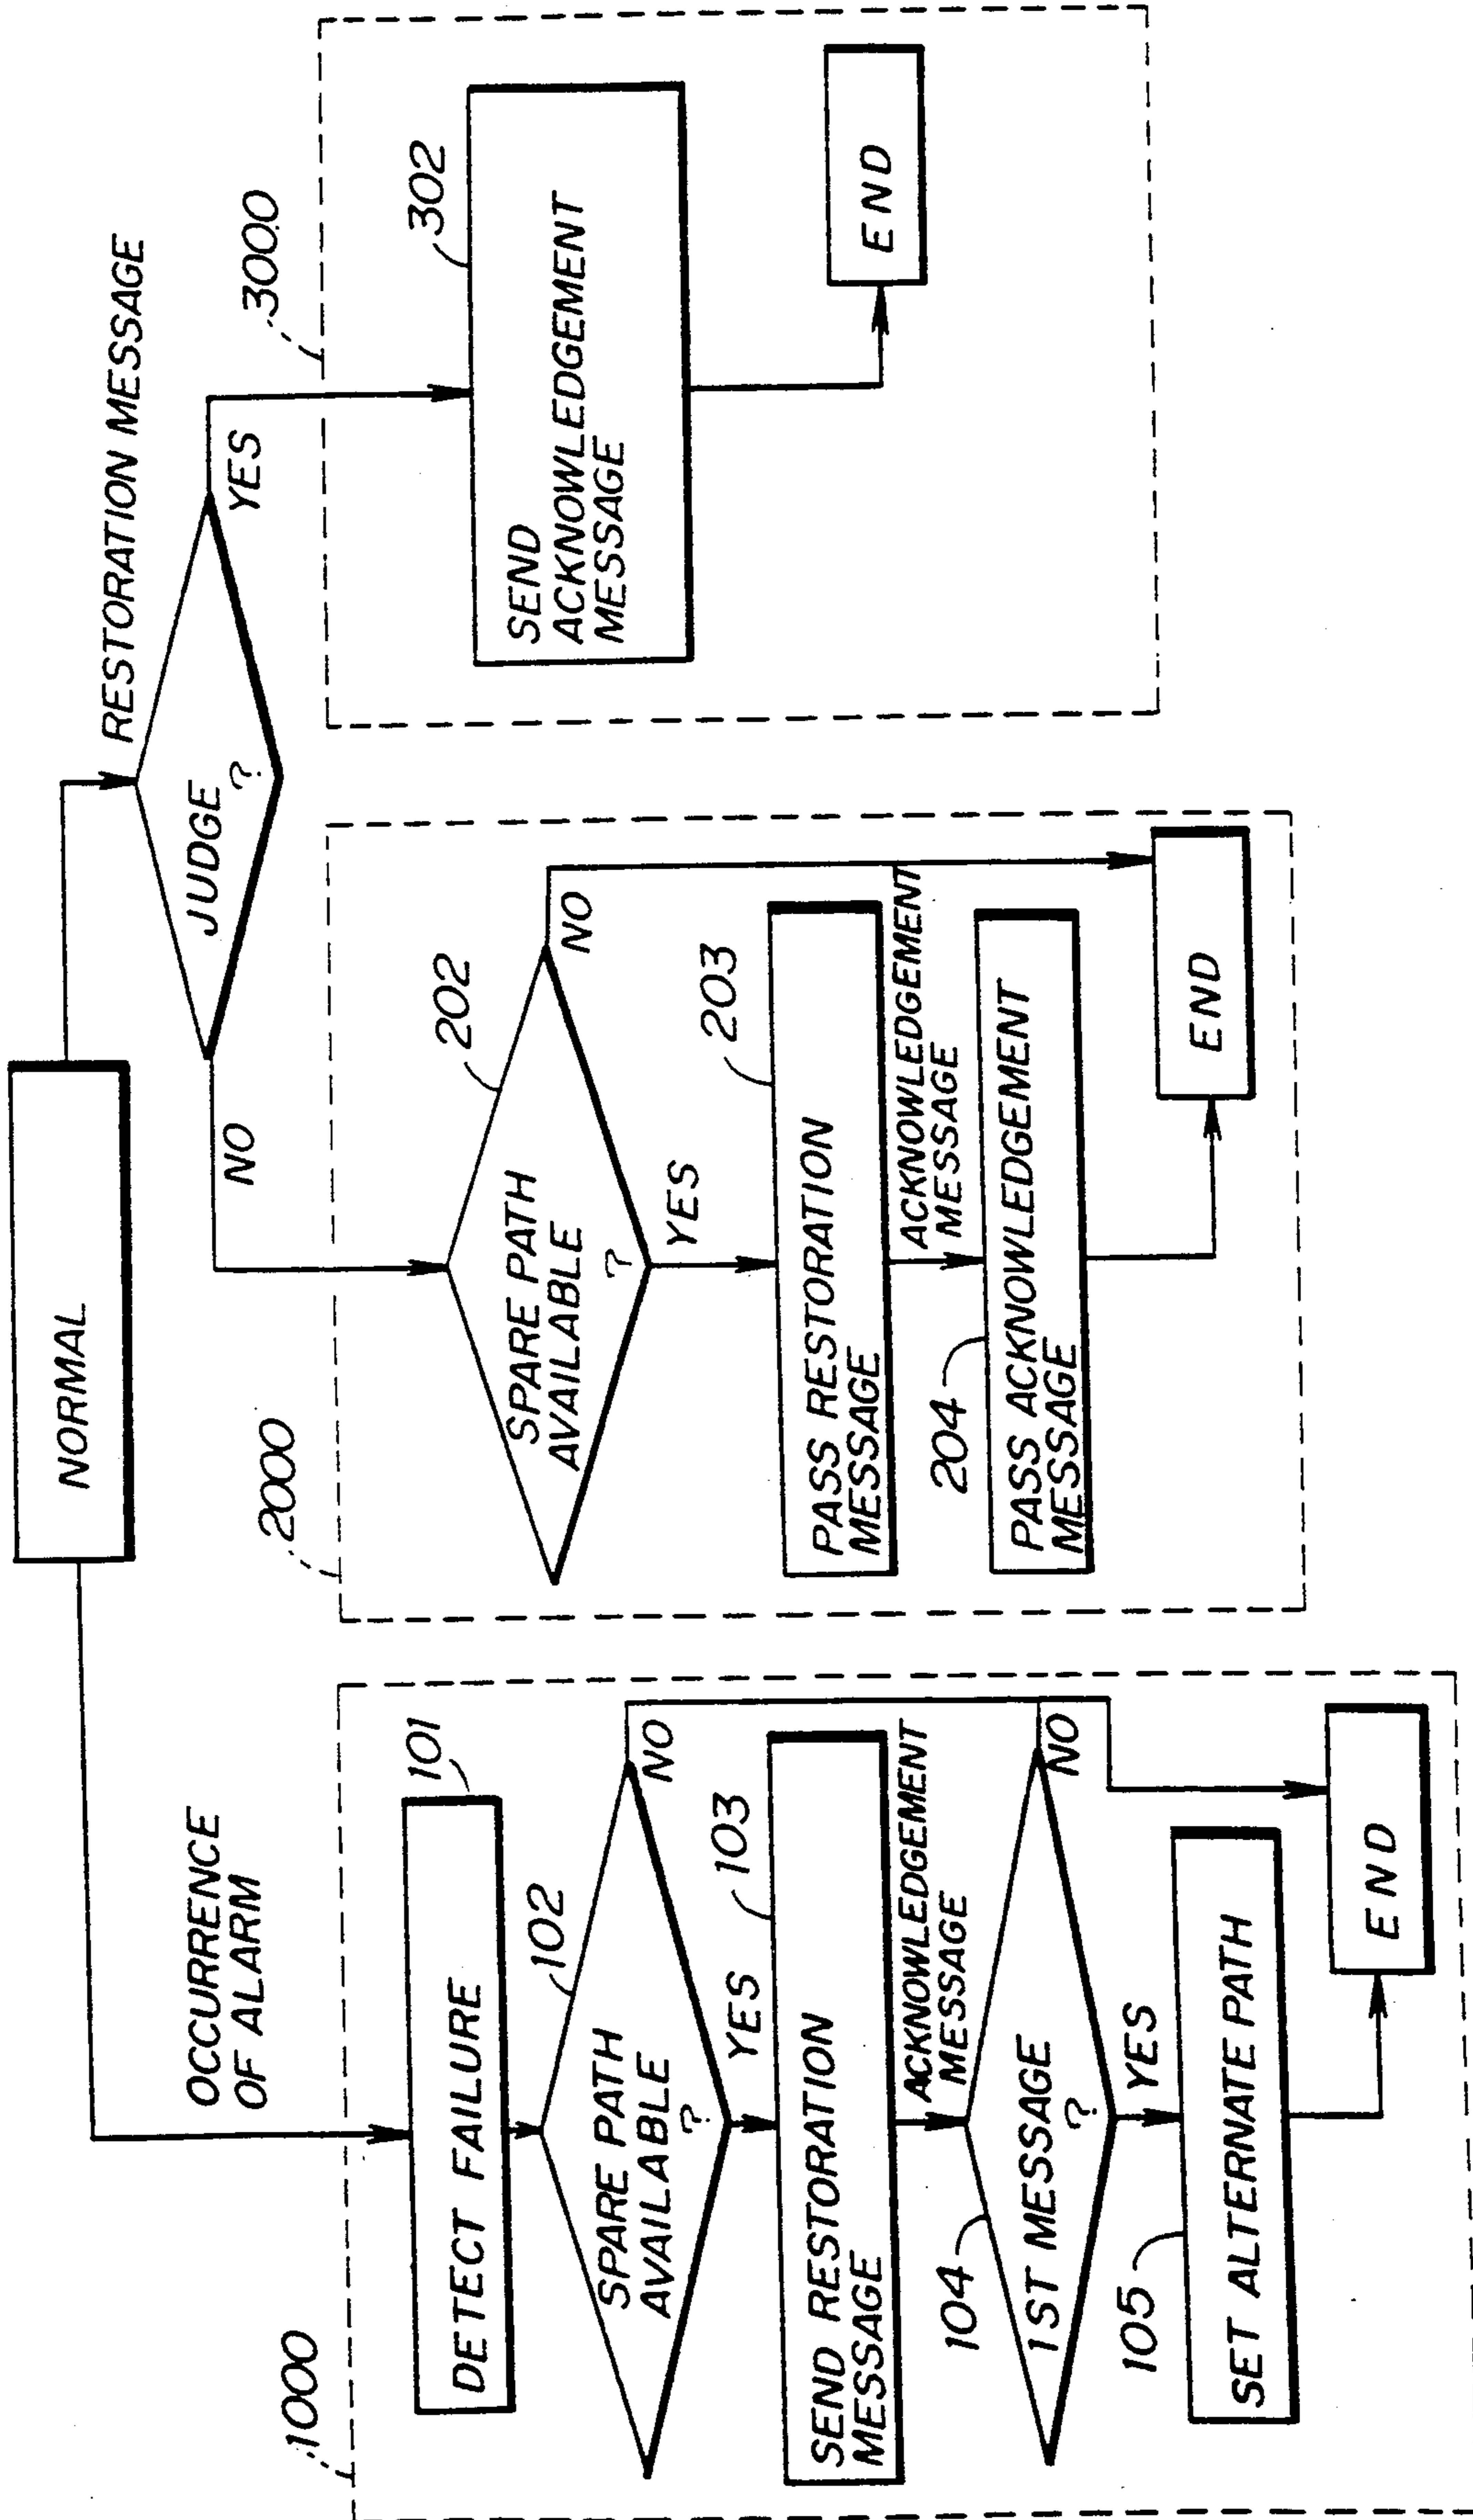 NORMAL
OCCURRENCE
OF ALARM
RESTORATION MESSAGE
JUDGE
?
NO
YES
1000
DETECT FAILURE
101
SPARE PATH
AVAILABLE
?
102
NO
YES
SEND RESTORATION
MESSAGE
103
ACKNOWLEDGEMENT
MESSAGE
104
1ST MESSAGE
?
NO
YES
105
SET ALTERNATE PATH
END
2000
SPARE PATH
AVAILABLE
?
202
NO
YES
PASS RESTORATION
MESSAGE
203
ACKNOWLEDGEMENT
MESSAGE
204
PASS ACKNOWLEDGEMENT
MESSAGE
END
3000
302
SEND
ACKNOWLEDGEMENT
MESSAGE
END